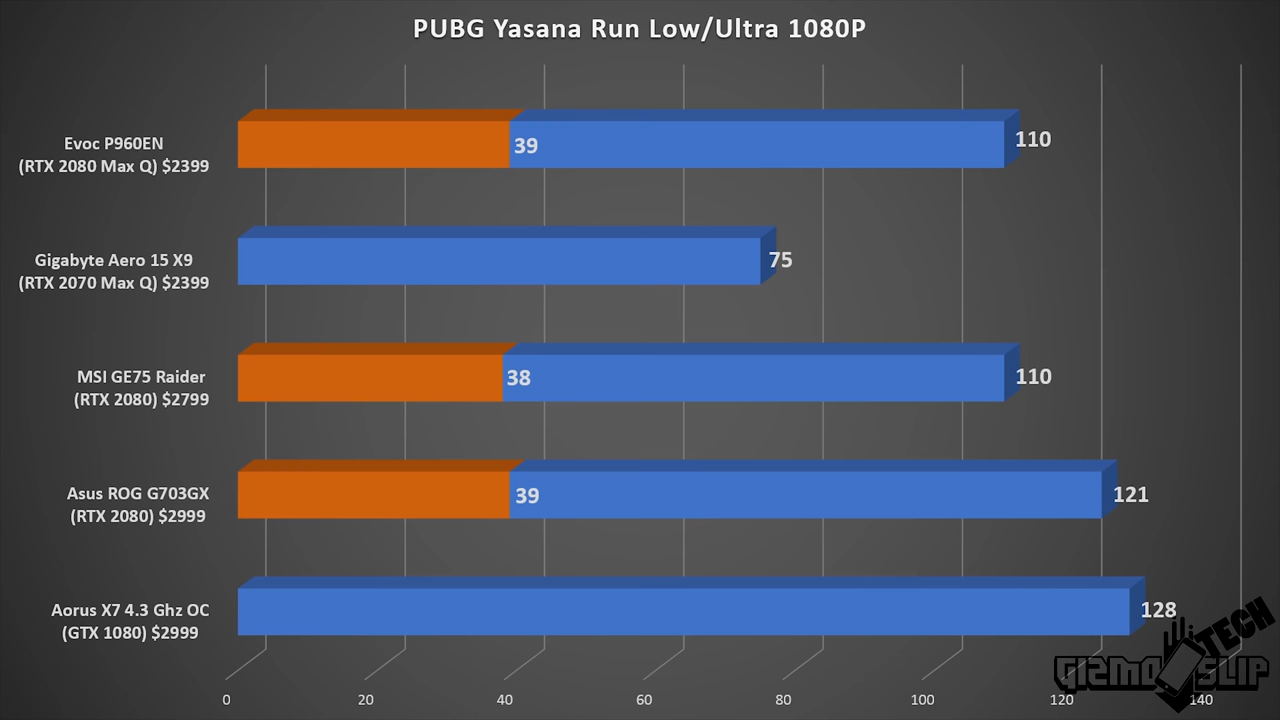 PUBG Yasana Run Low/Ultra 1080P
Evoc P960EN
(RTX 2080 Max Q) $2399
39
110
Gigabyte Aero 15 X9
(RTX 2070 Max Q) $2399
75
MSI GE75 Raider
(RTX 2080) $2799
38
110
Asus ROG G703GX
(RTX 2080) $2999
39
121
Aorus X7 4.3 Ghz OC
(GTX 1080) $2999
128
0 20 40 60 80 100 120 140
TECH
GIZMO SLIP